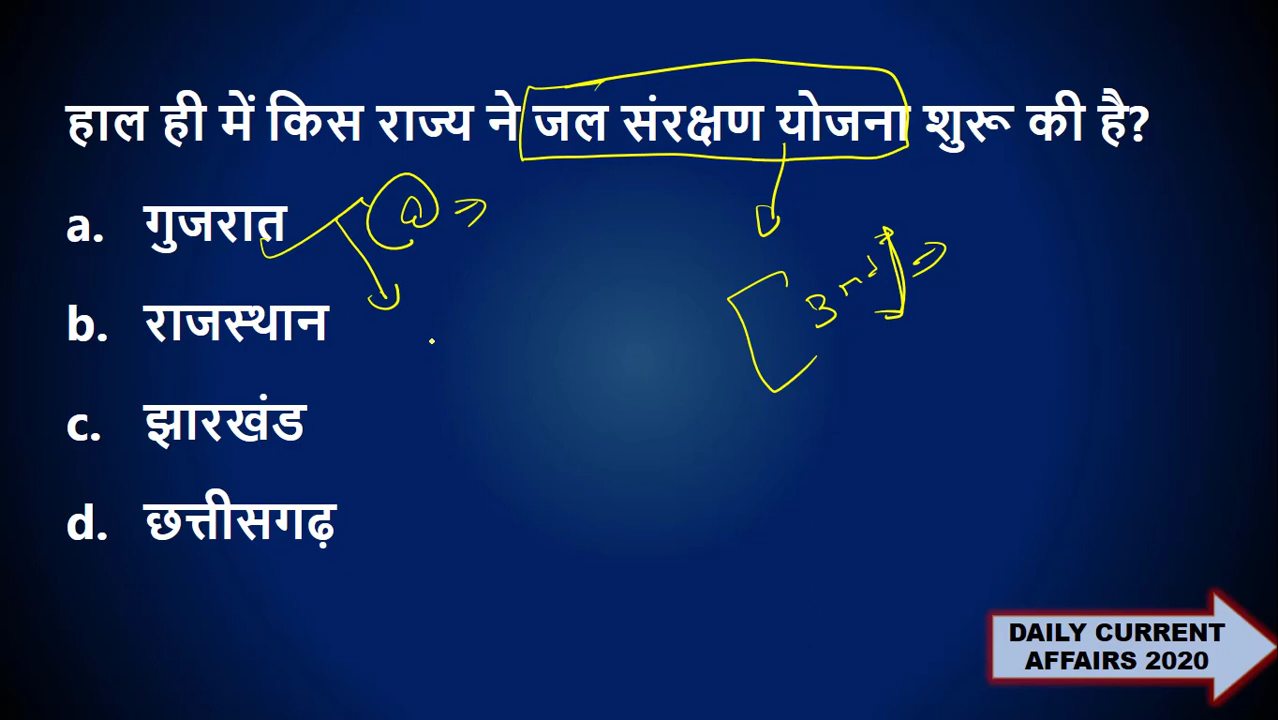 हाल ही में किस राज्य ने जल संरक्षण योजना शुरू की है?
a. गुजरात
@ ⇒
3rd ⇒
b. राजस्थान
c. झारखंड
d. छत्तीसगढ़
DAILY CURRENT
AFFAIRS 2020